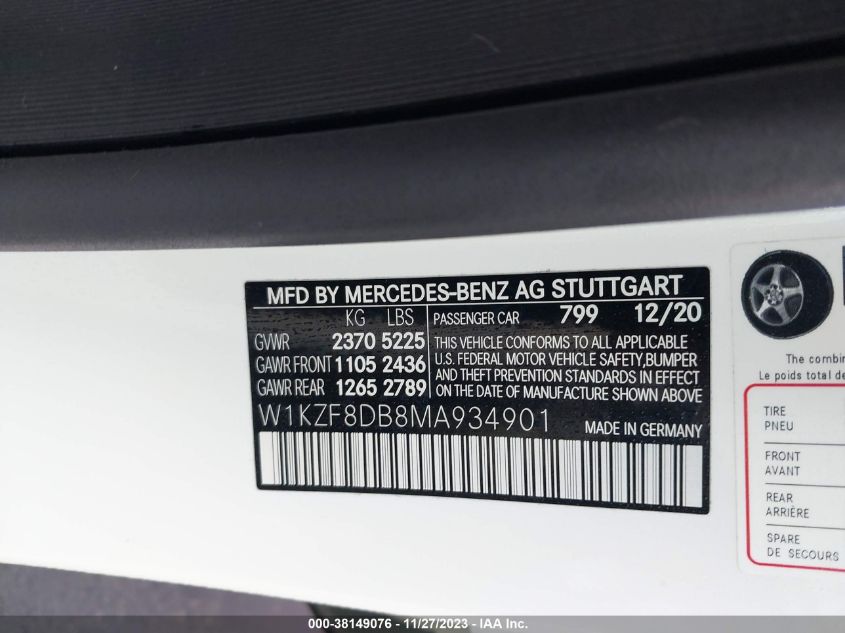 MFD BY MERCEDES-BENZ AG STUTTGART
KG LBS
GVWR 2370 5225
GAWR FRONT 1105 2436
GAWR REAR 1265 2789
PASSENGER CAR 799 12/20
THIS VEHICLE CONFORMS TO ALL APPLICABLE
U.S. FEDERAL MOTOR VEHICLE SAFETY,BUMPER
AND THEFT PREVENTION STANDARDS IN EFFECT
ON THE DATE OF MANUFACTURE SHOWN ABOVE
W1KZF8DB8MA934901
MADE IN GERMANY
The combin
Le poids total de
TIRE
PNEU
FRONT
AVANT
REAR
ARRIÈRE
SPARE
DE SECOURS
000-38149076 - 11/27/2023 - IAA Inc.